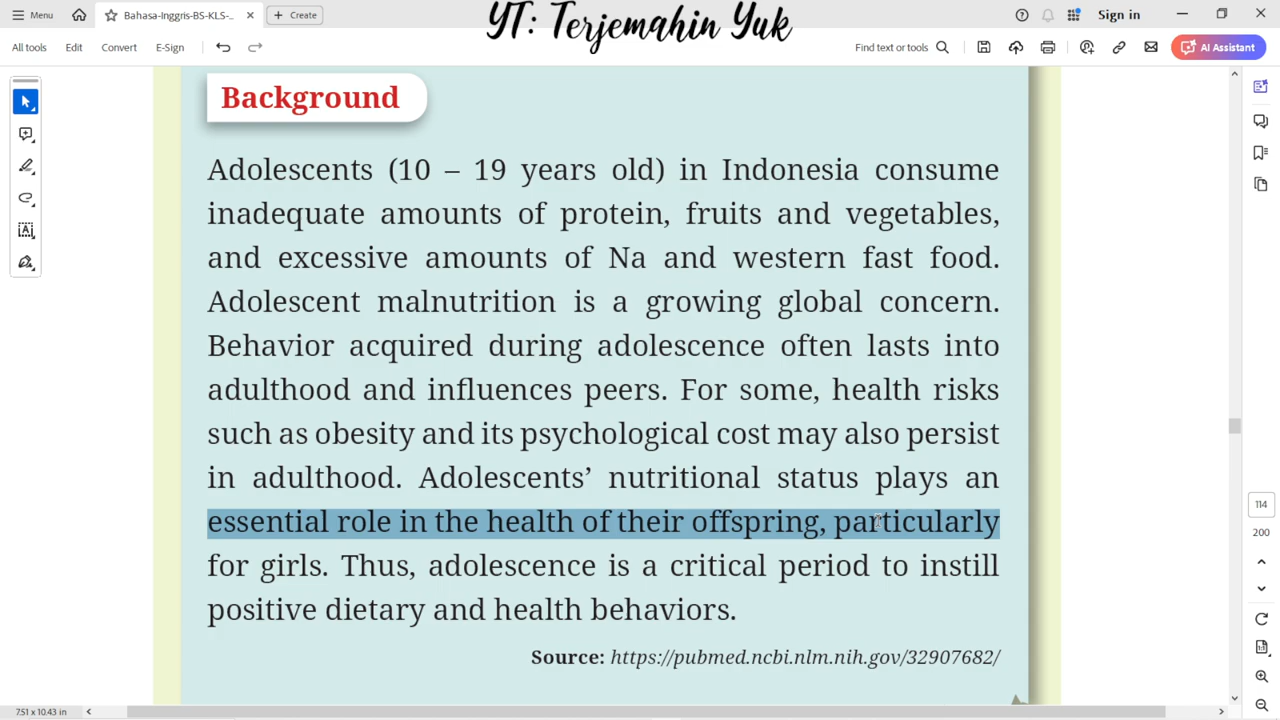 Menu
Bahasa-Inggris-BS-KLS-...
Create
YT: Terjemahin Yuk
Sign in
All tools
Edit
Convert
E-Sign
Find text or tools
AI Assistant
Background
Adolescents (10 – 19 years old) in Indonesia consume
inadequate amounts of protein, fruits and vegetables,
and excessive amounts of Na and western fast food.
Adolescent malnutrition is a growing global concern.
Behavior acquired during adolescence often lasts into
adulthood and influences peers. For some, health risks
such as obesity and its psychological cost may also persist
in adulthood. Adolescents’ nutritional status plays an
essential role in the health of their offspring, particularly
for girls. Thus, adolescence is a critical period to instill
positive dietary and health behaviors.
Source: https://pubmed.ncbi.nlm.nih.gov/32907682/
114
200
7.51 x 10.43 in